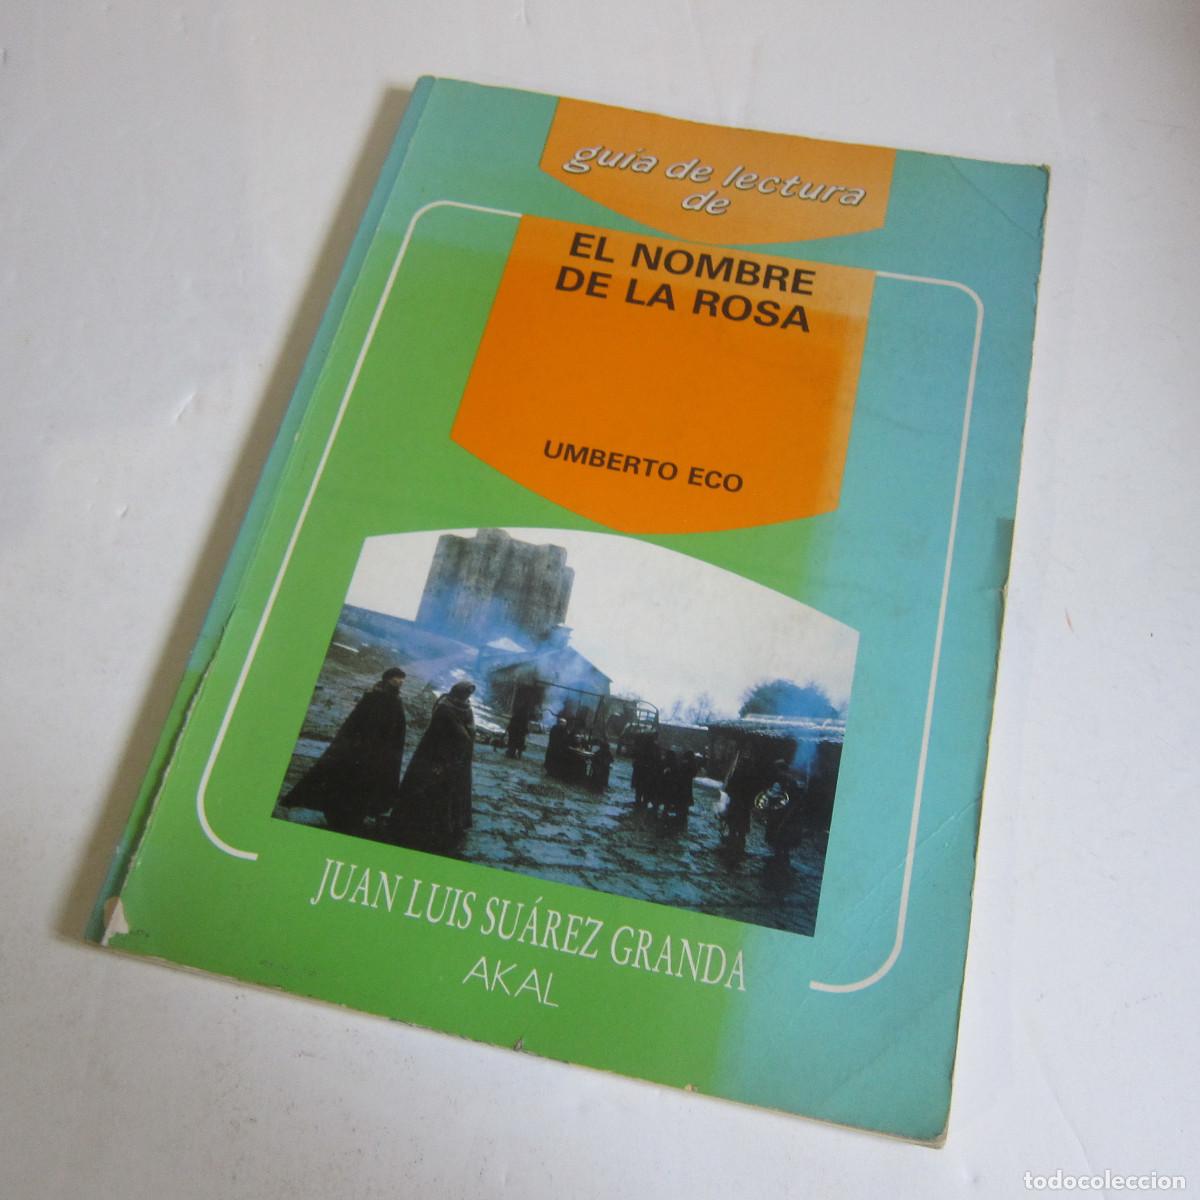 guía de lectura
de
EL NOMBRE
DE LA ROSA
UMBERTO ECO
JUAN LUIS SUÁREZ GRANDA
AKAL
todocoleccion